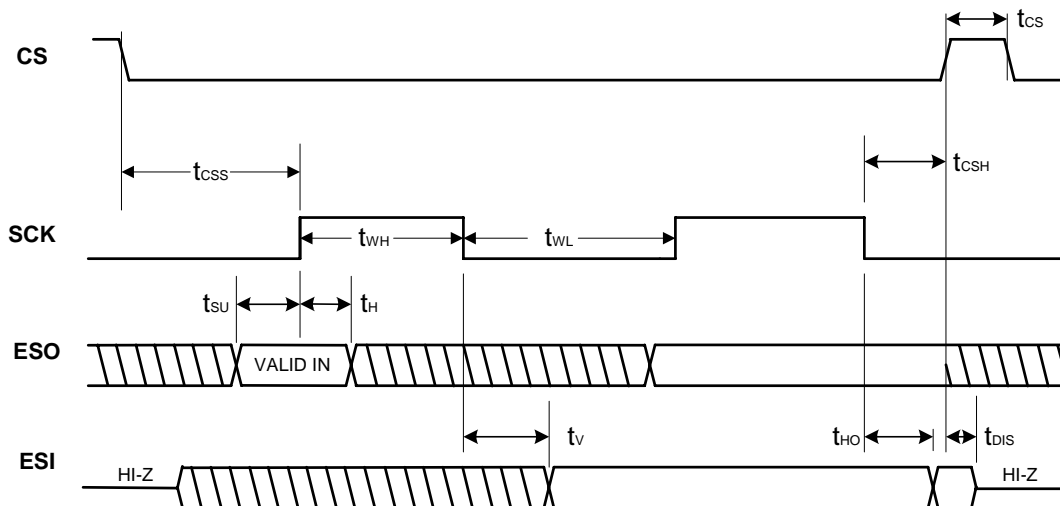 tCS
CS
tCSS
tCSH
SCK
tWH
tWL
tSU
tH
ESO
VALID IN
tV
tHO
tDIS
ESI
HI-Z
HI-Z